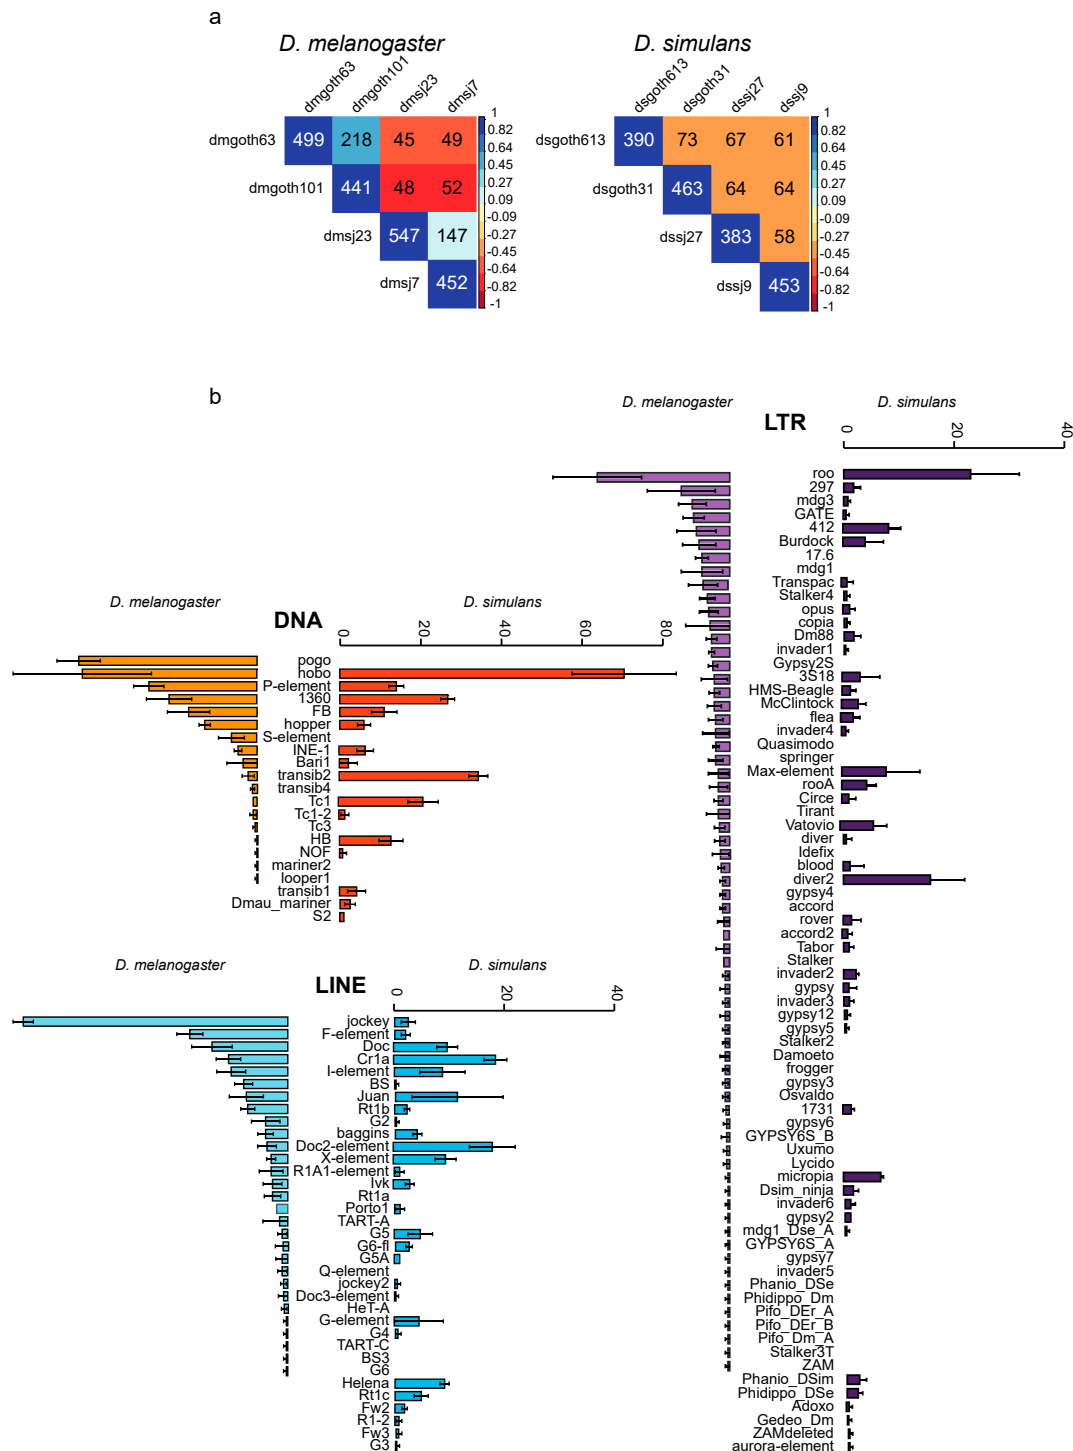 a
D. melanogaster
D. simulans
dmgoth63
dmgoth101
dmsj23
dmsj7
dsgoth613
dsgoth31
dssj27
dssj9
dmgoth63 499 218 45 49
dmgoth101 441 48 52
dmsj23 547 147
dmsj7 452
1
0.82
0.64
0.45
0.27
0.09
-0.09
-0.27
-0.45
-0.64
-0.82
-1
dsgoth613 390 73 67 61
dsgoth31 463 64 64
dssj27 383 58
dssj9 453
1
0.82
0.64
0.45
0.27
0.09
-0.09
-0.27
-0.45
-0.64
-0.82
-1
b
D. melanogaster
D. simulans
DNA
0 20 40 60 80
pogo
hobo
P-element
1360
FB
hopper
S-element
INE-1
Bari1
transib2
transib4
Tc1
Tc1-2
Tc3
HB
NOF
mariner2
looper1
transib1
Dmau_mariner
S2
D. melanogaster
D. simulans
LINE
0 20 40
jockey
F-element
Doc
Cr1a
I-element
BS
Juan
Rt1b
G2
baggins
Doc2-element
X-element
R1A1-element
Ivk
Rt1a
Porto1
TART-A
G5
G6-fl
G5A
Q-element
jockey2
Doc3-element
HeT-A
G-element
G4
TART-C
BS3
G6
Helena
Rt1c
Fw2
R1-2
Fw3
G3
D. melanogaster
D. simulans
LTR
0 20 40
roo
297
mdg3
GATE
412
Burdock
17.6
mdg1
Transpac
Stalker4
opus
copia
Dm88
invader1
Gypsy2S
3S18
HMS-Beagle
McClintock
flea
invader4
Quasimodo
springer
Max-element
rooA
Circe
Tirant
Vatovio
diver
Idefix
blood
diver2
gypsy4
accord
rover
accord2
Tabor
Stalker
invader2
gypsy
invader3
gypsy12
gypsy5
Stalker2
Damoeto
frogger
gypsy3
Osvaldo
1731
gypsy6
GYPSY6S_B
Uxumo
Lycido
micropia
Dsim_ninja
invader6
gypsy2
mdg1_Dse_A
GYPSY6S_A
gypsy7
invader5
Phanio_DSe
Phidippo_Dm
Pifo_DEr_A
Pifo_DEr_B
Pifo_Dm_A
Stalker3T
ZAM
Phanio_DSim
Phidippo_DSe
Adoxo
Gedeo_Dm
ZAMdeleted
aurora-element